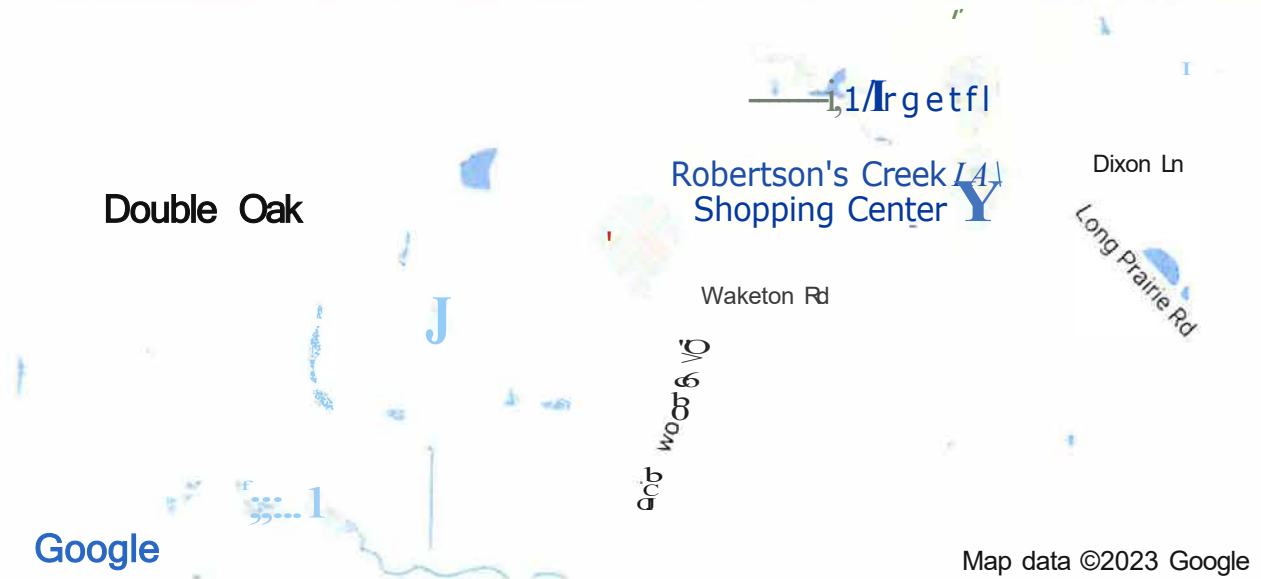 Dixon Ln
Robertson's Creek
Shopping Center
Double Oak
Long Prairie Rd
Waketon Rd
Google
Map data ©2023 Google